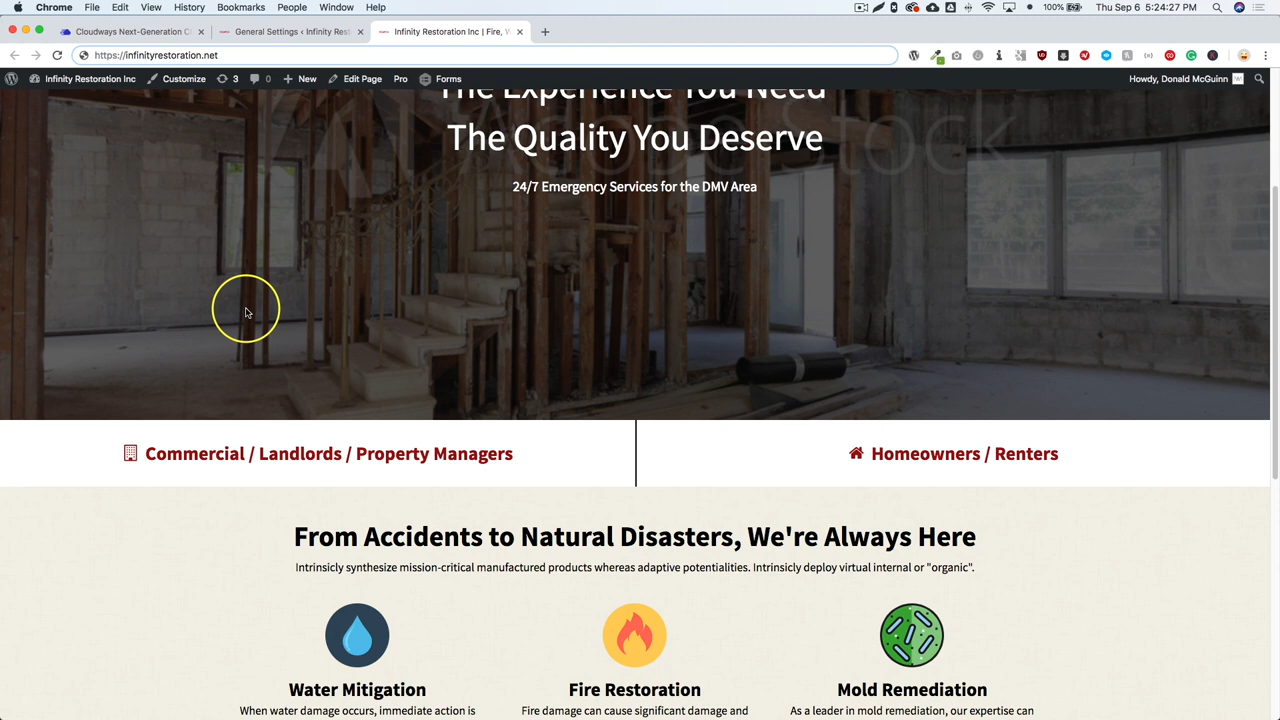 Chrome File Edit View History Bookmarks People Window Help 100% Thu Sep 6 5:24:27 PM
Cloudways Next-Generation C
General Settings ‹ Infinity Rest
Infinity Restoration Inc | Fire, W
https://infinityrestoration.net
Infinity Restoration Inc Customize 3 0 New Edit Page Pro Forms Howdy, Donald McGuinn
The Experience You Need
The Quality You Deserve
Adobe Stock
24/7 Emergency Services for the DMV Area
Commercial / Landlords / Property Managers
Homeowners / Renters
From Accidents to Natural Disasters, We're Always Here
Intrinsicly synthesize mission-critical manufactured products whereas adaptive potentialities. Intrinsicly deploy virtual internal or "organic".
Water Mitigation
When water damage occurs, immediate action is
Fire Restoration
Fire damage can cause significant damage and
Mold Remediation
As a leader in mold remediation, our expertise can